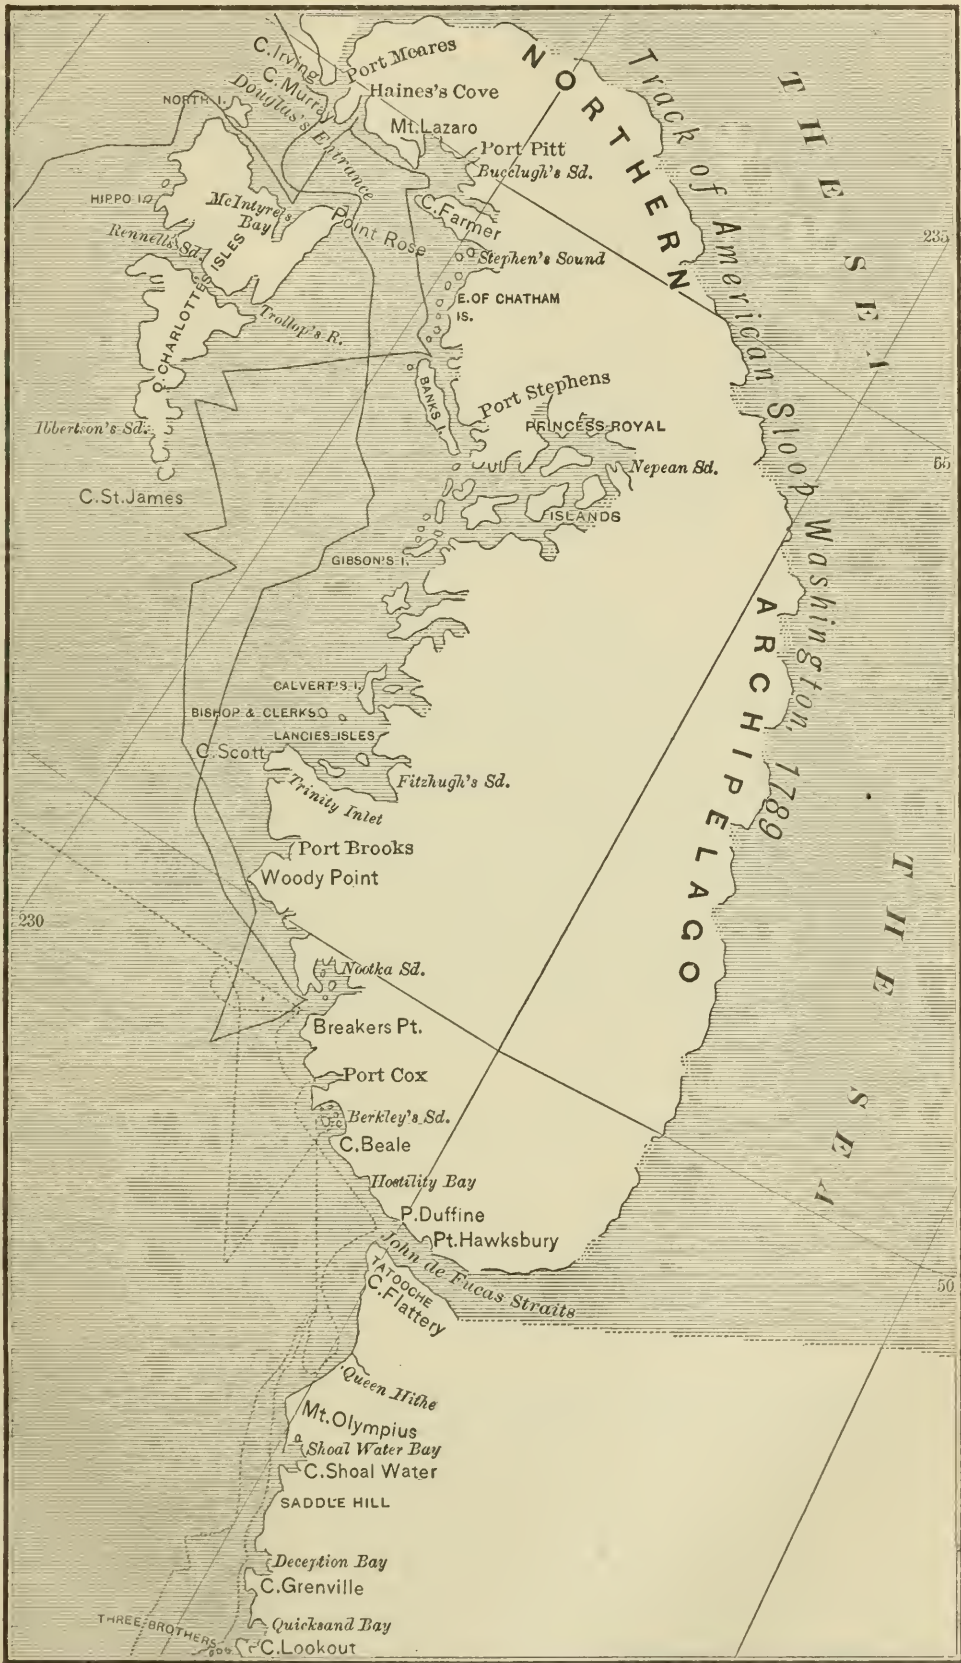 C.Irving
Port Meares
C. Murray
Haines's Cove
Douglas's Entrance
NORTH I.
Mt.Lazaro
Port Pitt
Bucclugh's Sd.
HIPPO IS
McIntyre's
Bay
Point Rose
C.Farmer
Rennell's Sd.
Q. CHARLOTTES ISLES
Stephen's Sound
E.OF CHATHAM
IS.
Trollop's R.
BANKS I.
Port Stephens
PRINCESS ROYAL
Ibbertson's Sd.
Nepean Sd.
C.St.James
ISLANDS
GIBSON'S I.
CALVERT'S I.
BISHOP & CLERKS
LANCIES ISLES
C.Scott
Trinity Inlet
Fitzhugh's Sd.
Port Brooks
Woody Point
230
Nootka Sd.
Breakers Pt.
Port Cox
Berkley's Sd.
C.Beale
Hostility Bay
P.Duffine
Pt.Hawksbury
John de Fucas Straits
TATOOCHE
C.Flattery
Queen Hithe
Mt.Olympius
Shoal Water Bay
C.Shoal Water
SADDLE HILL
Deception Bay
C.Grenville
Quicksand Bay
THREE BROTHERS
C.Lookout
NORTHERN ARCHIPELAGO
Track of American Sloop Washington, 1789
THE SEA
235
55
THE SEA
50